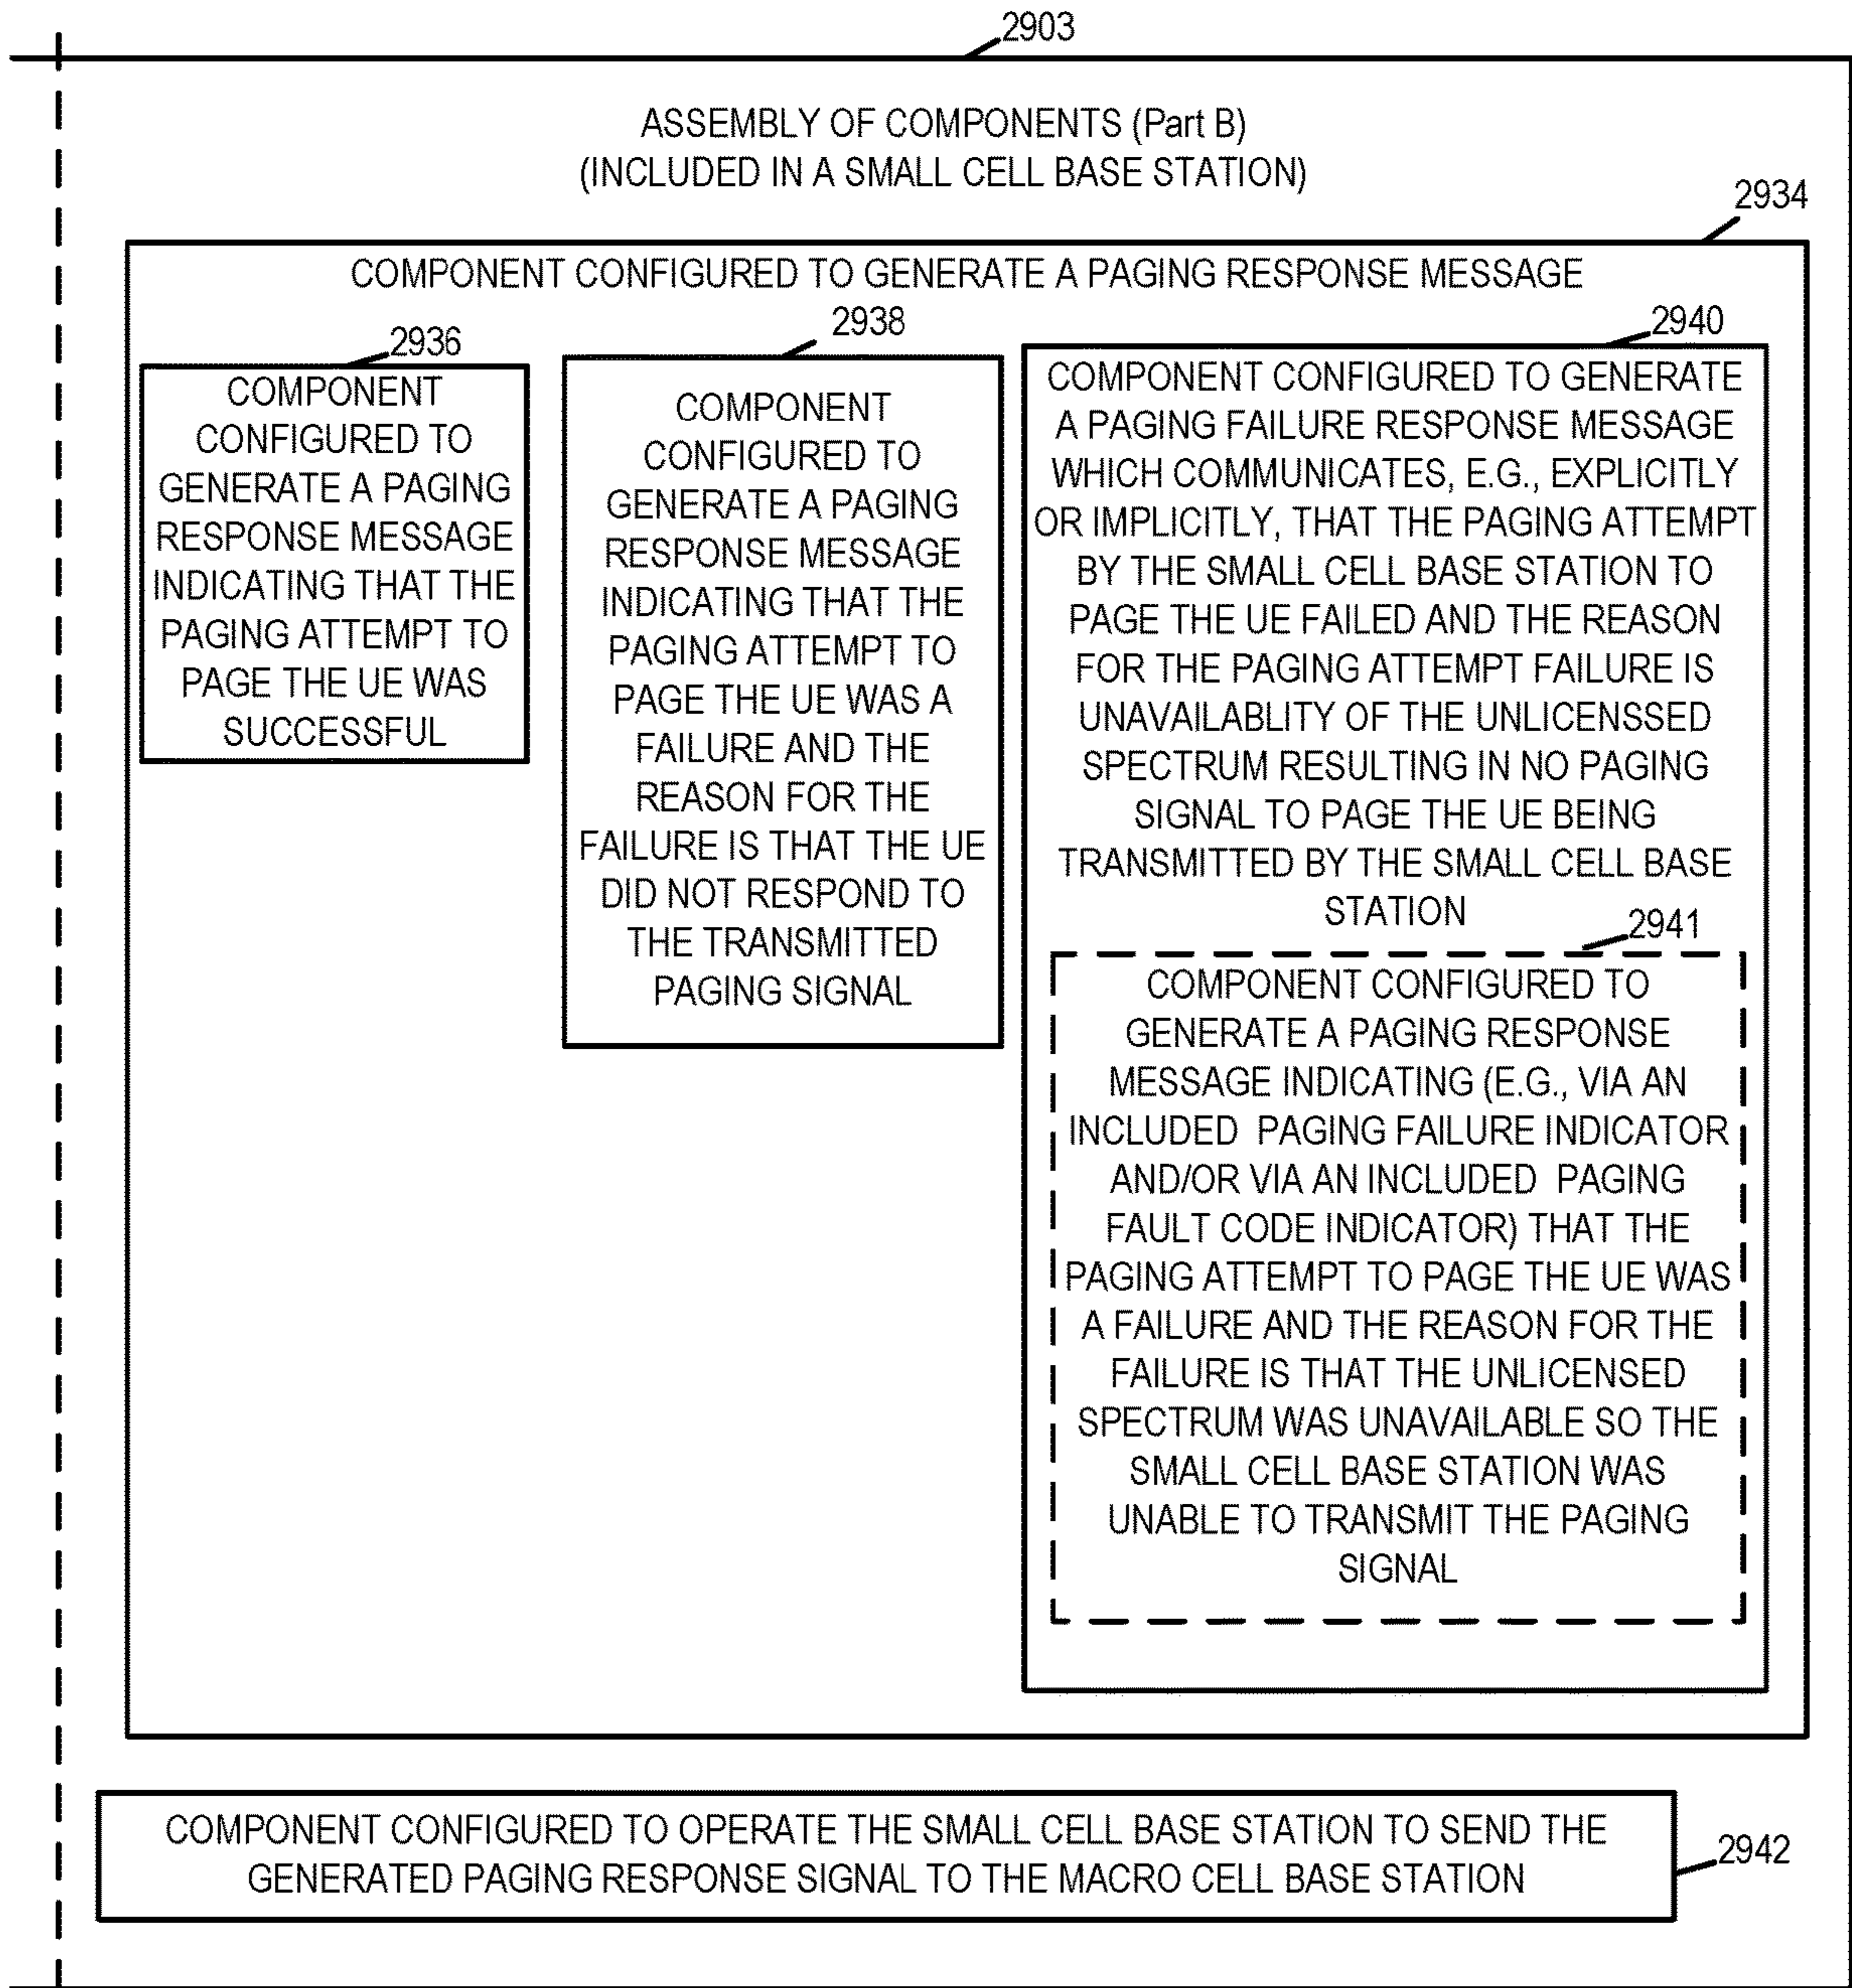 2903
ASSEMBLY OF COMPONENTS (Part B)
(INCLUDED IN A SMALL CELL BASE STATION)
2934
COMPONENT CONFIGURED TO GENERATE A PAGING RESPONSE MESSAGE
2936
COMPONENT
CONFIGURED TO
GENERATE A PAGING
RESPONSE MESSAGE
INDICATING THAT THE
PAGING ATTEMPT TO
PAGE THE UE WAS
SUCCESSFUL
2938
COMPONENT
CONFIGURED TO
GENERATE A PAGING
RESPONSE MESSAGE
INDICATING THAT THE
PAGING ATTEMPT TO
PAGE THE UE WAS A
FAILURE AND THE
REASON FOR THE
FAILURE IS THAT THE UE
DID NOT RESPOND TO
THE TRANSMITTED
PAGING SIGNAL
2940
COMPONENT CONFIGURED TO GENERATE
A PAGING FAILURE RESPONSE MESSAGE
WHICH COMMUNICATES, E.G., EXPLICITLY
OR IMPLICITLY, THAT THE PAGING ATTEMPT
BY THE SMALL CELL BASE STATION TO
PAGE THE UE FAILED AND THE REASON
FOR THE PAGING ATTEMPT FAILURE IS
UNAVAILABLITY OF THE UNLICENSSED
SPECTRUM RESULTING IN NO PAGING
SIGNAL TO PAGE THE UE BEING
TRANSMITTED BY THE SMALL CELL BASE
STATION
2941
COMPONENT CONFIGURED TO
GENERATE A PAGING RESPONSE
MESSAGE INDICATING (E.G., VIA AN
INCLUDED PAGING FAILURE INDICATOR
AND/OR VIA AN INCLUDED PAGING
FAULT CODE INDICATOR) THAT THE
PAGING ATTEMPT TO PAGE THE UE WAS
A FAILURE AND THE REASON FOR THE
FAILURE IS THAT THE UNLICENSED
SPECTRUM WAS UNAVAILABLE SO THE
SMALL CELL BASE STATION WAS
UNABLE TO TRANSMIT THE PAGING
SIGNAL
COMPONENT CONFIGURED TO OPERATE THE SMALL CELL BASE STATION TO SEND THE
GENERATED PAGING RESPONSE SIGNAL TO THE MACRO CELL BASE STATION
2942